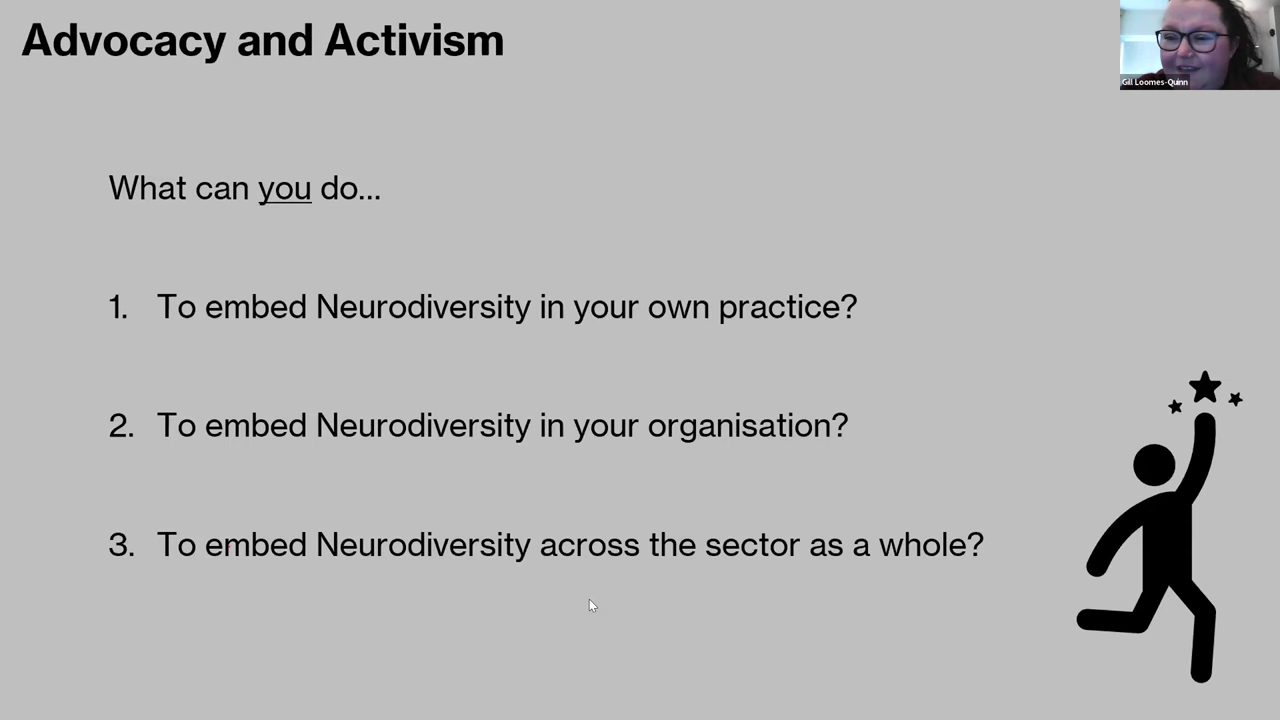 Advocacy and Activism
Gill Loomes-Quinn
What can you do...
1. To embed Neurodiversity in your own practice?
2. To embed Neurodiversity in your organisation?
3. To embed Neurodiversity across the sector as a whole?